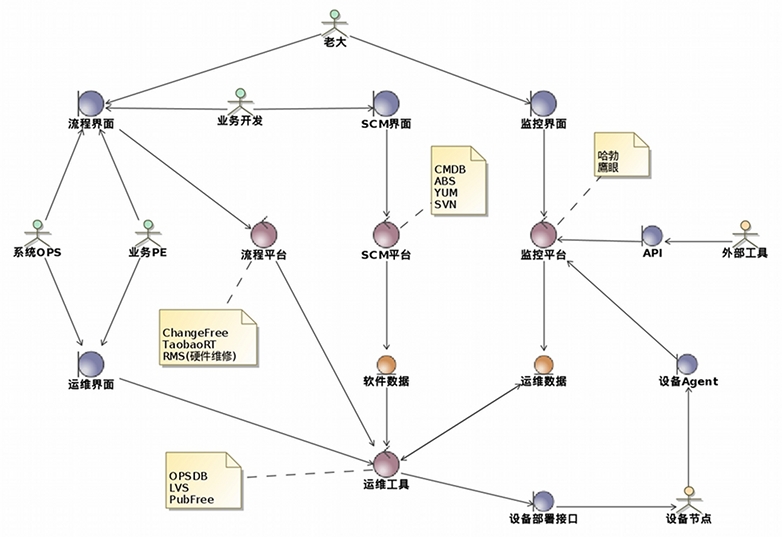 老大
流程界面
业务开发
SCM界面
监控界面
CMDB
ABS
YUM
SVN
哈勃
鹰眼
系统OPS
业务PE
流程平台
SCM平台
监控平台
API
外部工具
ChangeFree
TaobaoRT
RMS(硬件维修)
运维界面
软件数据
运维数据
设备Agent
OPSDB
LVS
PubFree
运维工具
设备部署接口
设备节点